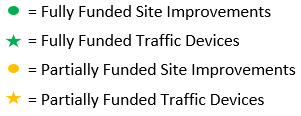 = Fully Funded Site Improvements
= Fully Funded Traffic Devices
= Partially Funded Site Improvements
= Partially Funded Traffic Devices